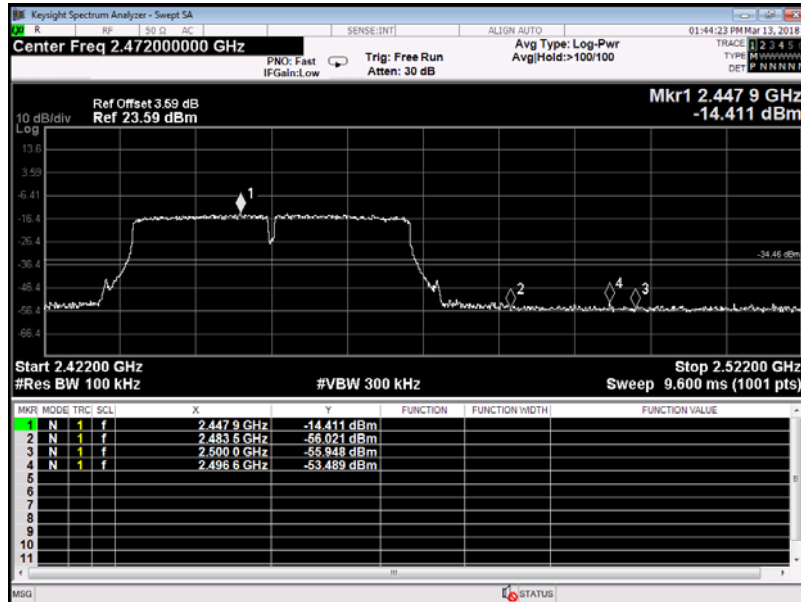 Keysight Spectrum Analyzer - Swept SA
R RF 50 Ω AC SENSE:INT ALIGN AUTO 01:44:23 PM Mar 13, 2018
Center Freq 2.472000000 GHz
PNO: Fast
IFGain:Low
Trig: Free Run
Atten: 30 dB
Avg Type: Log-Pwr
Avg|Hold:>100/100
TRACE 1 2 3 4 5
TYPE M
DET P N N N N
Mkr1 2.447 9 GHz
-14.411 dBm
Ref Offset 3.59 dB
10 dB/div Ref 23.59 dBm
Log
13.6
3.59
-6.41
-16.4
-26.4
-36.4
-46.4
-56.4
-66.4
1
-34.46 dBm
2
4
3
Start 2.42200 GHz Stop 2.52200 GHz
#Res BW 100 kHz #VBW 300 kHz Sweep 9.600 ms (1001 pts)
MKR MODE TRC SCL X Y FUNCTION FUNCTION WIDTH FUNCTION VALUE
1 N 1 f 2.447 9 GHz -14.411 dBm
2 N 1 f 2.483 5 GHz -56.021 dBm
3 N 1 f 2.500 0 GHz -55.948 dBm
4 N 1 f 2.496 6 GHz -53.489 dBm
5
6
7
8
9
10
11
MSG STATUS